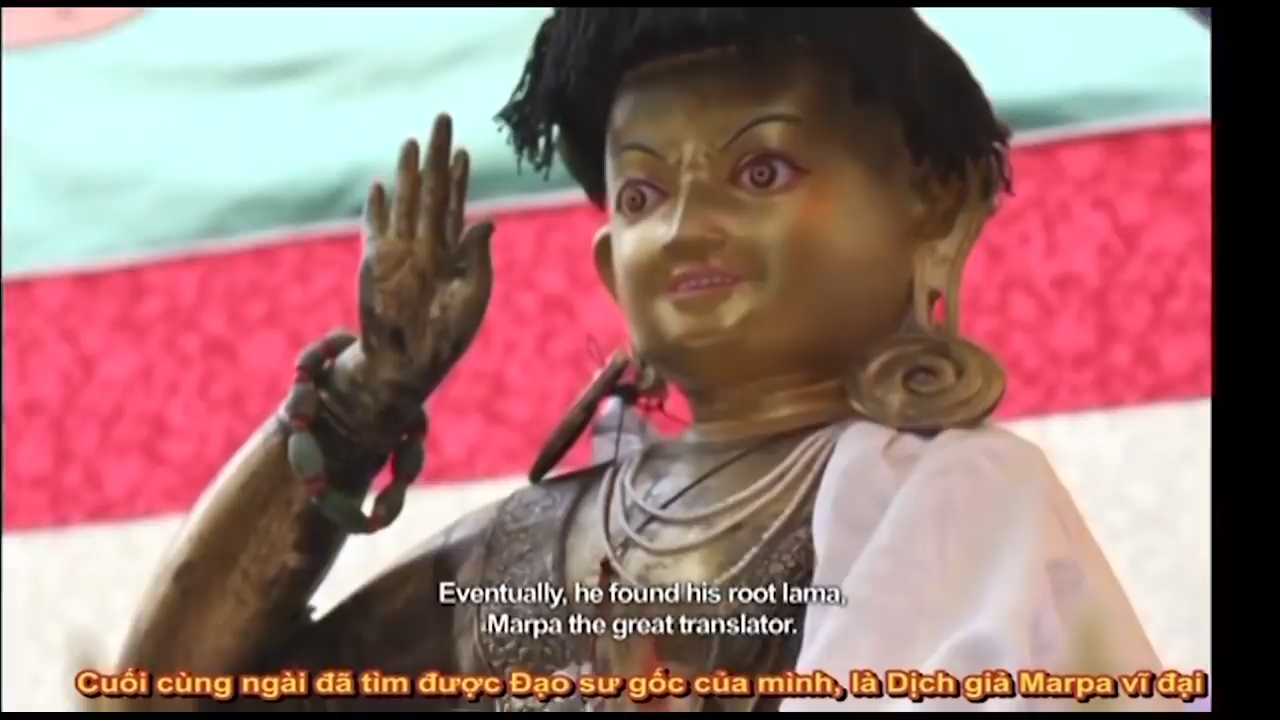 Eventually, he found his root lama,
Marpa the great translator.
Cuối cùng ngài đã tìm được Đạo sư gốc của mình, là Dịch giả Marpa vĩ đại